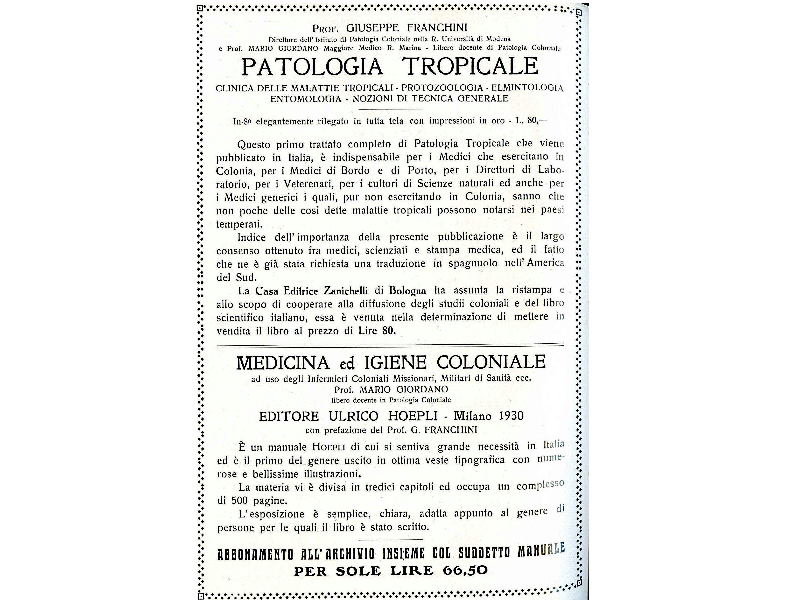 Prof. GIUSEPPE FRANCHINI
Direttore dell'Istituto di Patologia Coloniale nella R. Università di Modena
e Prof. MARIO GIORDANO Maggiore Medico R. Marina - Libero docente di Patologia Coloniale
PATOLOGIA TROPICALE
CLINICA DELLE MALATTIE TROPICALI - PROTOZOOLOGIA - ELMINTOLOGIA
ENTOMOLOGIA - NOZIONI DI TECNICA GENERALE
In-8º elegantemente rilegato in tutta tela con impressioni in oro - L. 80,—
Questo primo trattato completo di Patologia Tropicale che viene
pubblicato in Italia, è indispensabile per i Medici che esercitano in
Colonia, per i Medici di Bordo e di Porto, per i Direttori di Labo-
ratorio, per i Veterenari, per i cultori di Scienze naturali ed anche per
i Medici generici i quali, pur non esercitando in Colonia, sanno che
non poche delle così dette malattie tropicali possono notarsi nei paesi
temperati.
Indice dell'importanza della presente pubblicazione è il largo
consenso ottenuto fra medici, scienziati e stampa medica, ed il fatto
che ne è già stata richiesta una traduzione in spagnuolo nell'America
del Sud.
La Casa Editrice Zanichelli di Bologna ha assunta la ristampa e
allo scopo di cooperare alla diffusione degli studii coloniali e del libro
scientifico italiano, essa è venuta nella determinazione di mettere in
vendita il libro al prezzo di Lire 80.
MEDICINA ed IGIENE COLONIALE
ad uso degli Infermieri Coloniali Missionari, Militari di Sanità ecc.
Prof. MARIO GIORDANO
libero docente in Patologia Coloniale
EDITORE ULRICO HOEPLI - Milano 1930
con prefazione del Prof. G. FRANCHINI
È un manuale HOEPLI di cui si sentiva grande necessità in Italia
ed è il primo del genere uscito in ottima veste tipografica con nume-
rose e bellissime illustrazioni.
La materia vi è divisa in tredici capitoli ed occupa un complesso
di 500 pagine.
L'esposizione è semplice, chiara, adatta appunto al genere di
persone per le quali il libro è stato scritto.
ABBONAMENTO ALL'ARCHIVIO INSIEME COL SUDDETTO MANUALE
PER SOLE LIRE 66,50